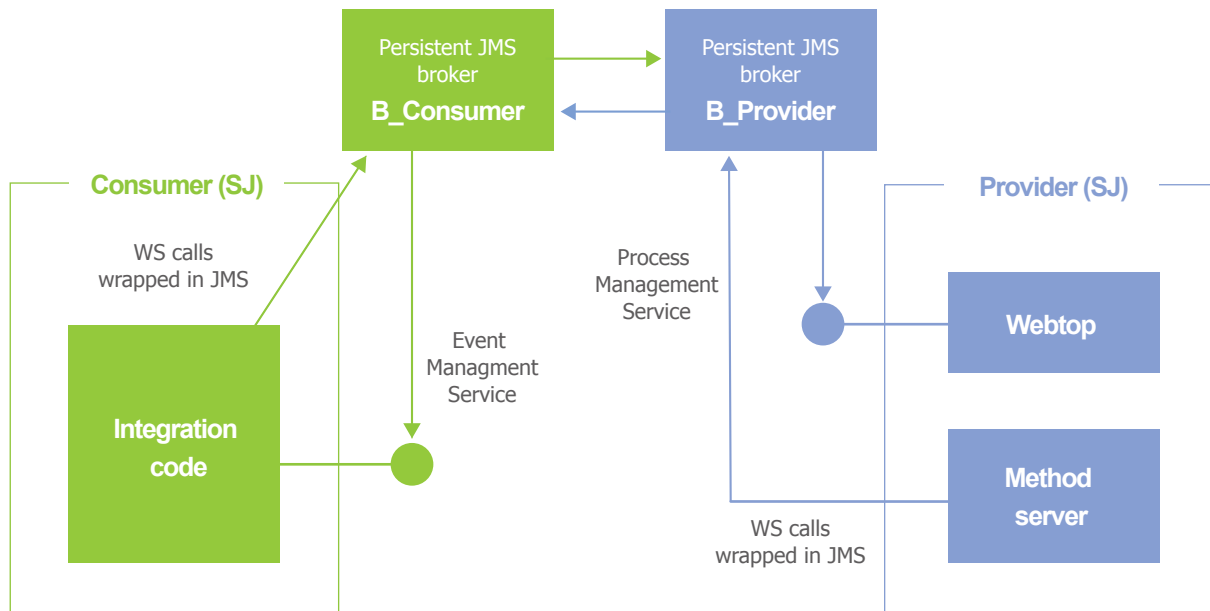 Persistent JMS
broker
B_Consumer
Persistent JMS
broker
B_Provider
Consumer (SJ)
Provider (SJ)
WS calls
wrapped in JMS
Process
Management
Service
Webtop
Event
Managment
Service
Integration
code
Method
server
WS calls
wrapped in JMS